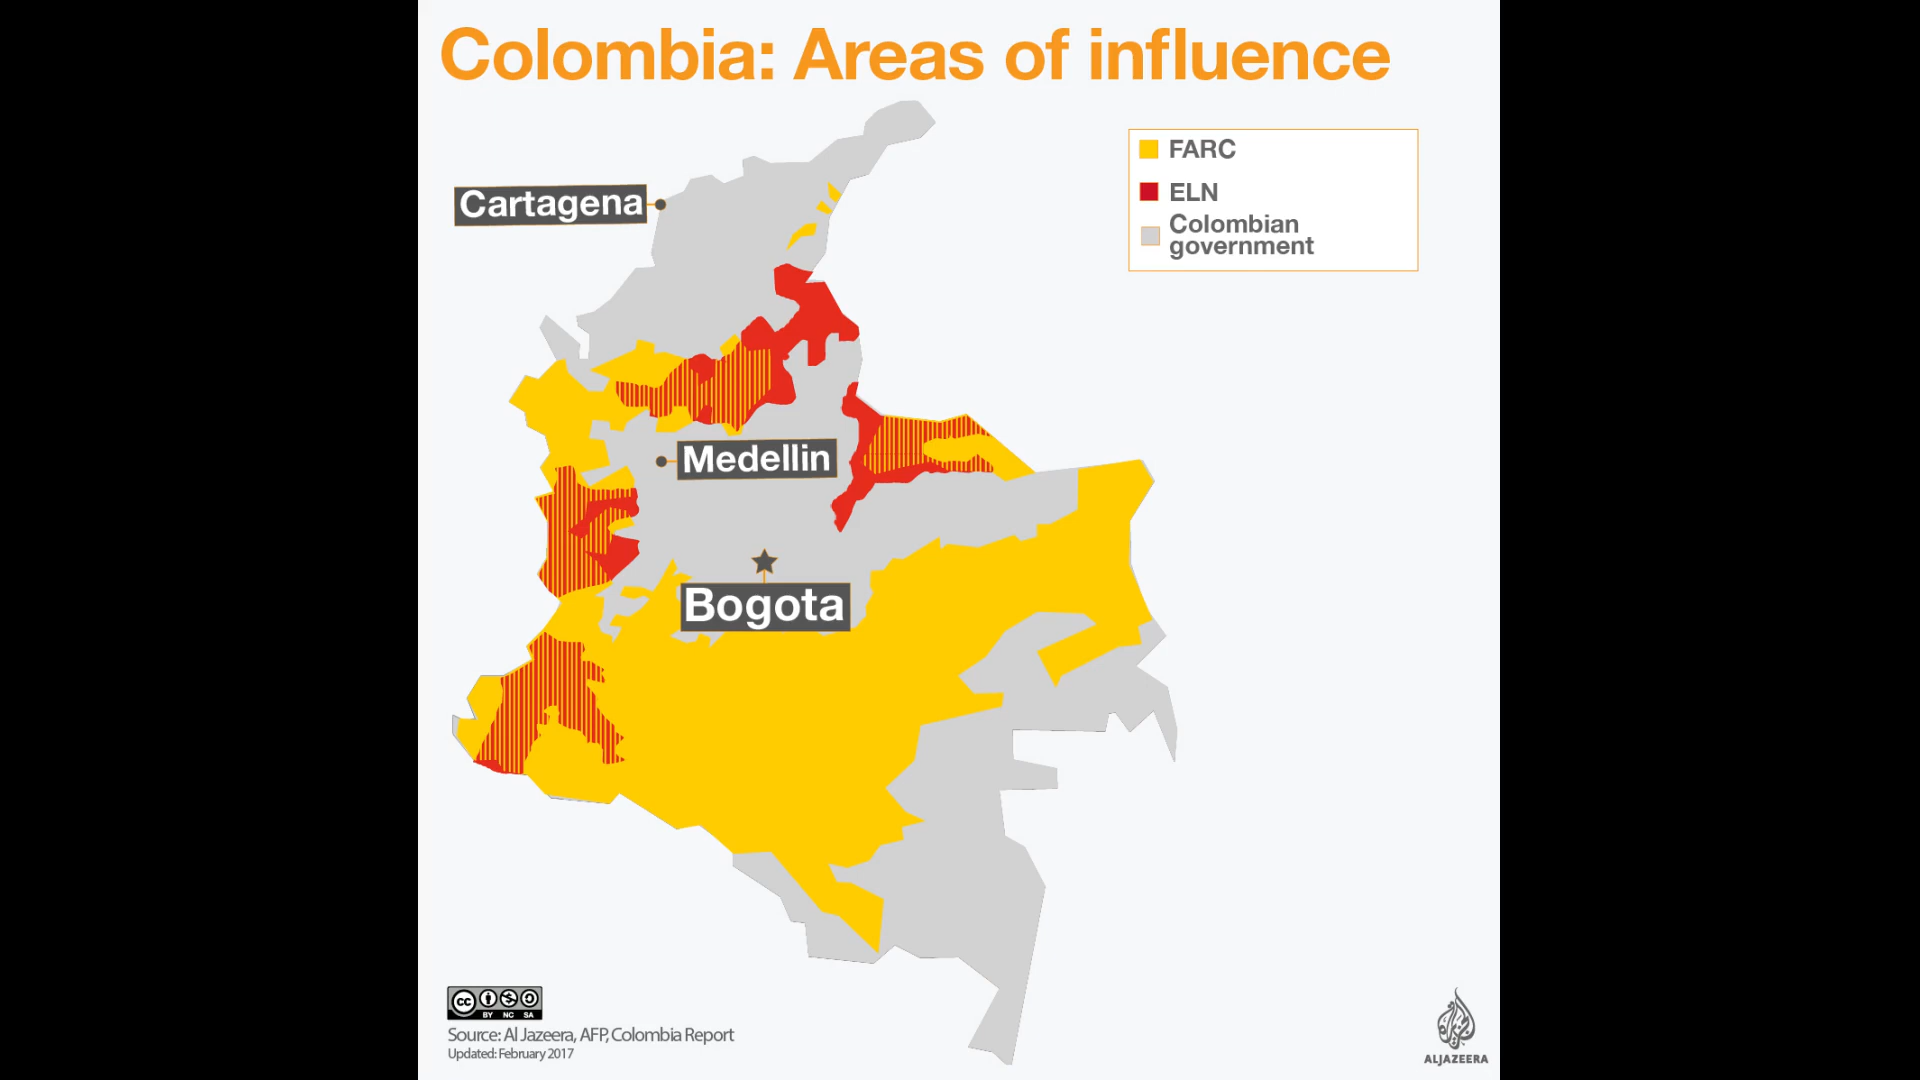 Colombia: Areas of influence
FARC
ELN
Colombian
government
Cartagena
Medellin
Bogota
cc
BY NC SA
Source: Al Jazeera, AFP, Colombia Report
Updated: February 2017
ALJAZEERA